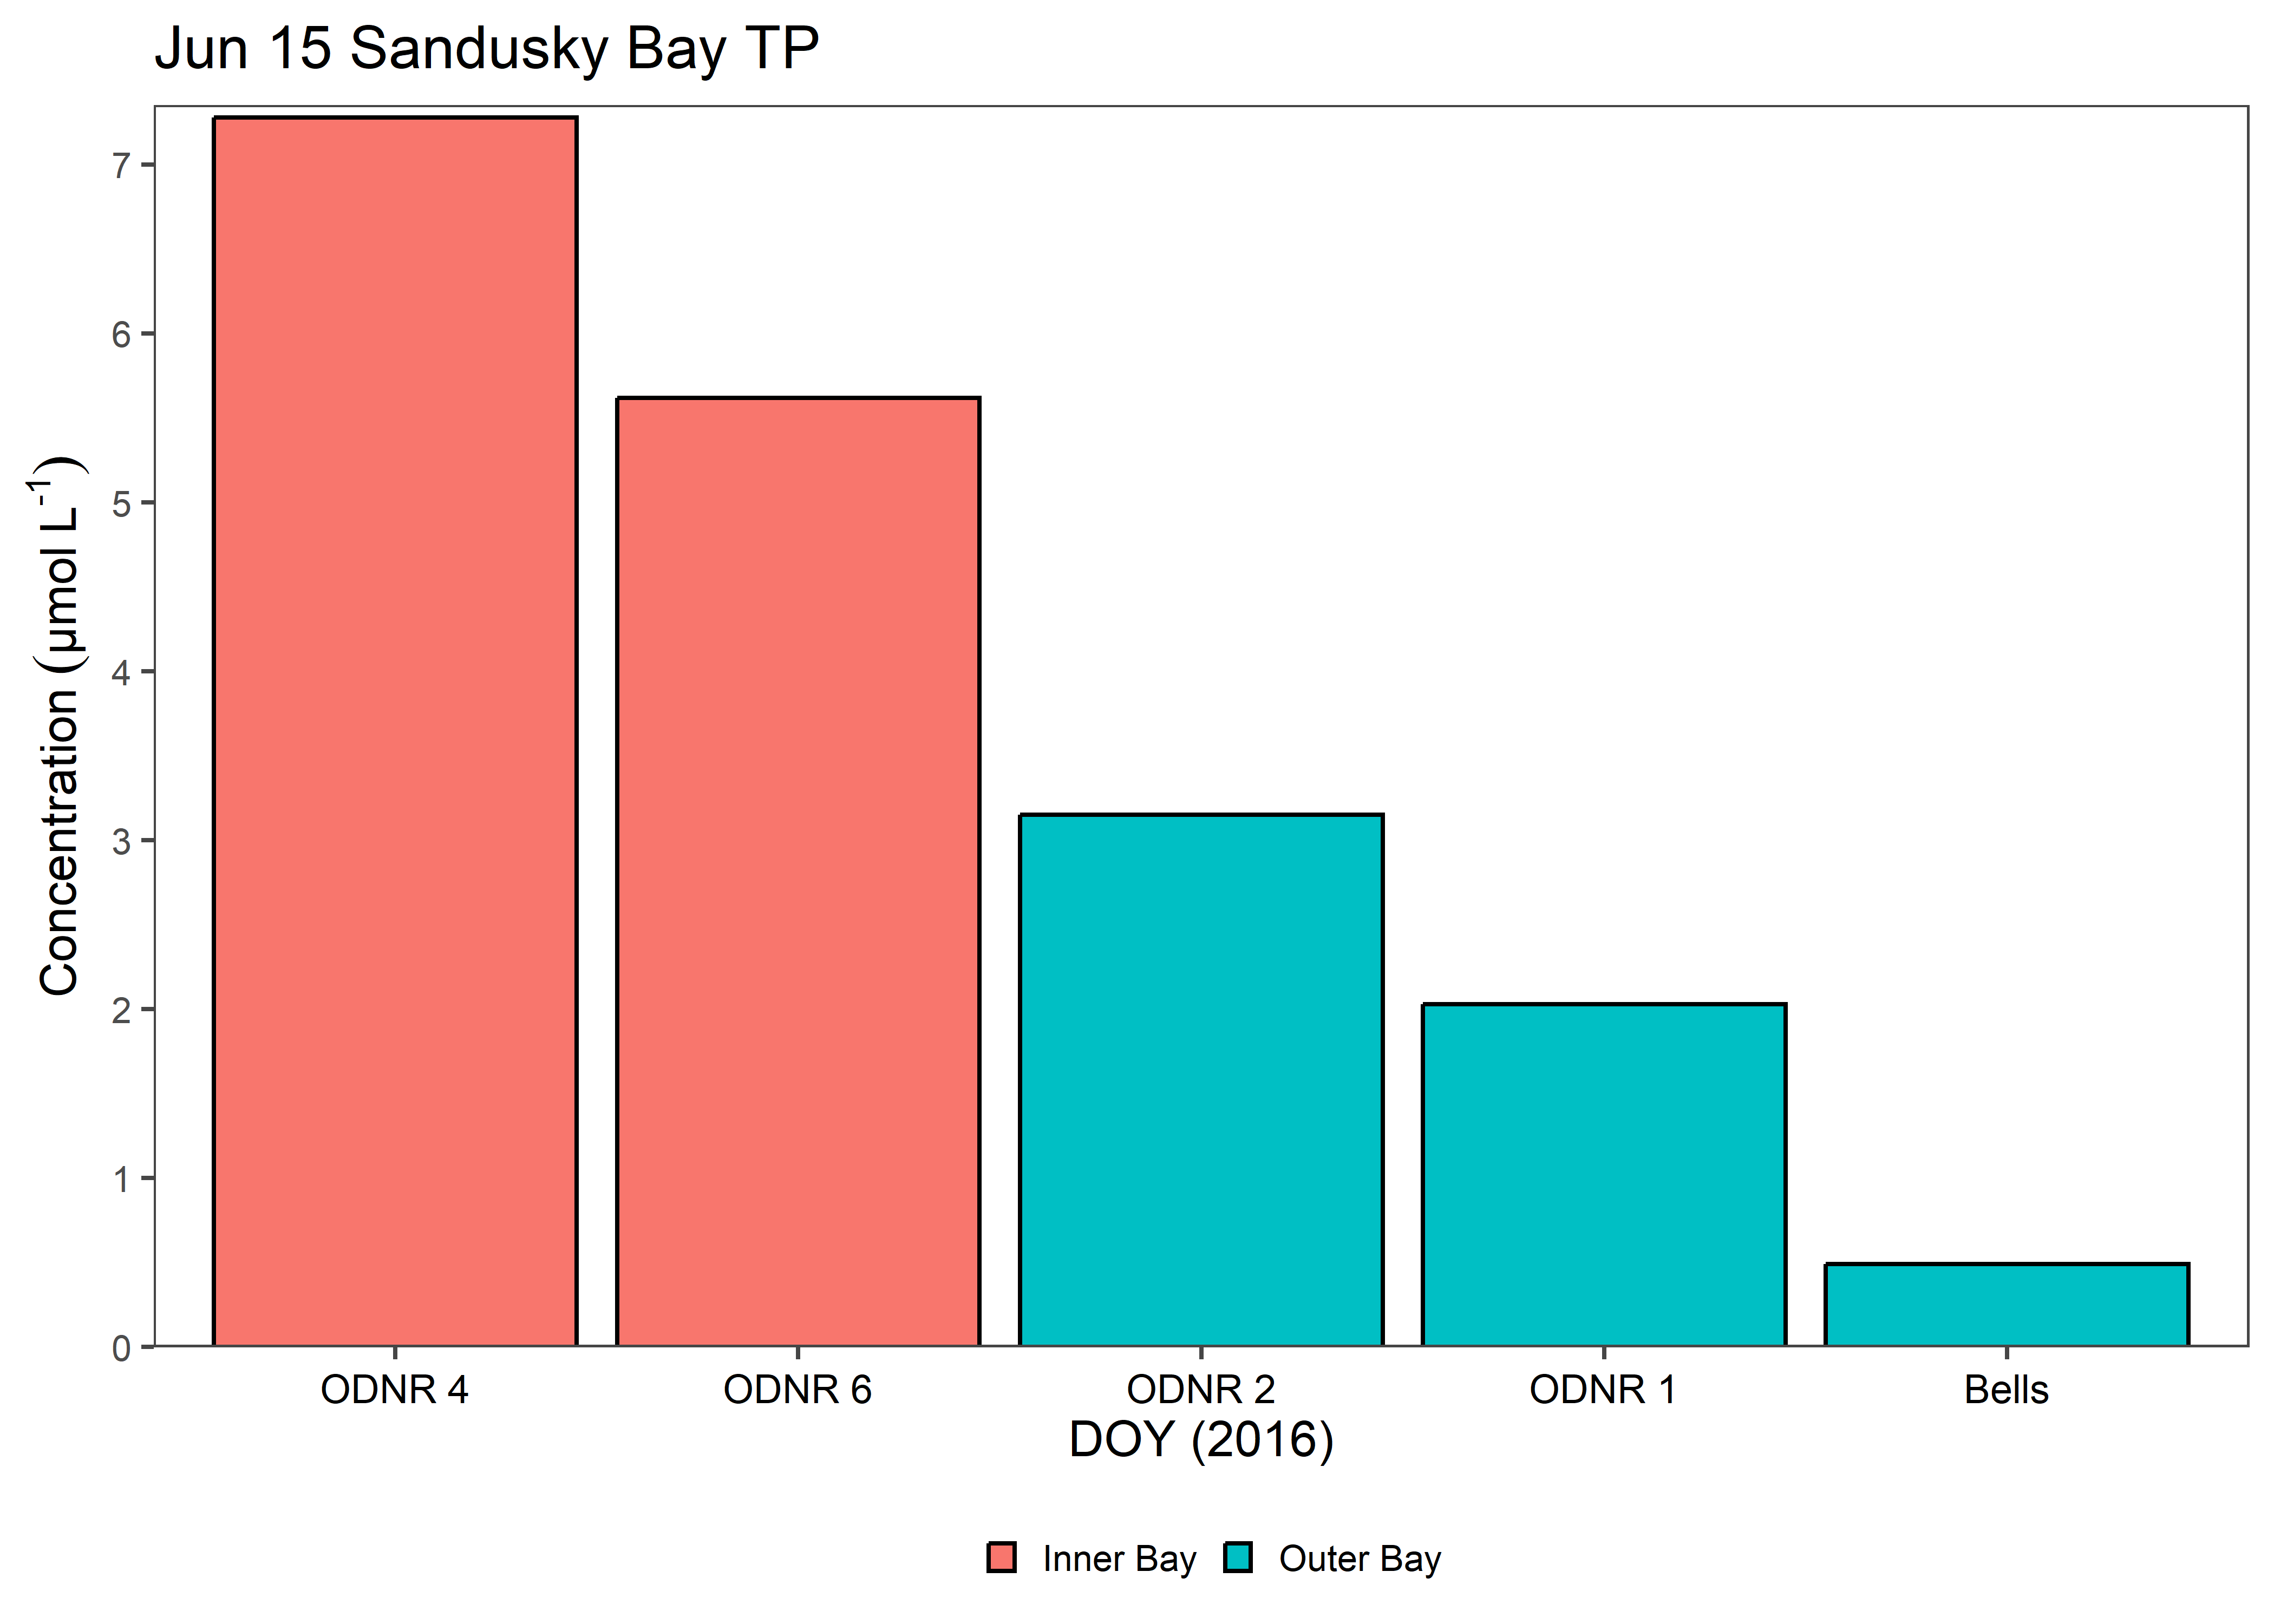 Jun 15 Sandusky Bay TP
Concentration (µmol L⁻¹)
7
6
5
4
3
2
1
0
ODNR 4 ODNR 6 ODNR 2 ODNR 1 Bells
DOY (2016)
Inner Bay Outer Bay